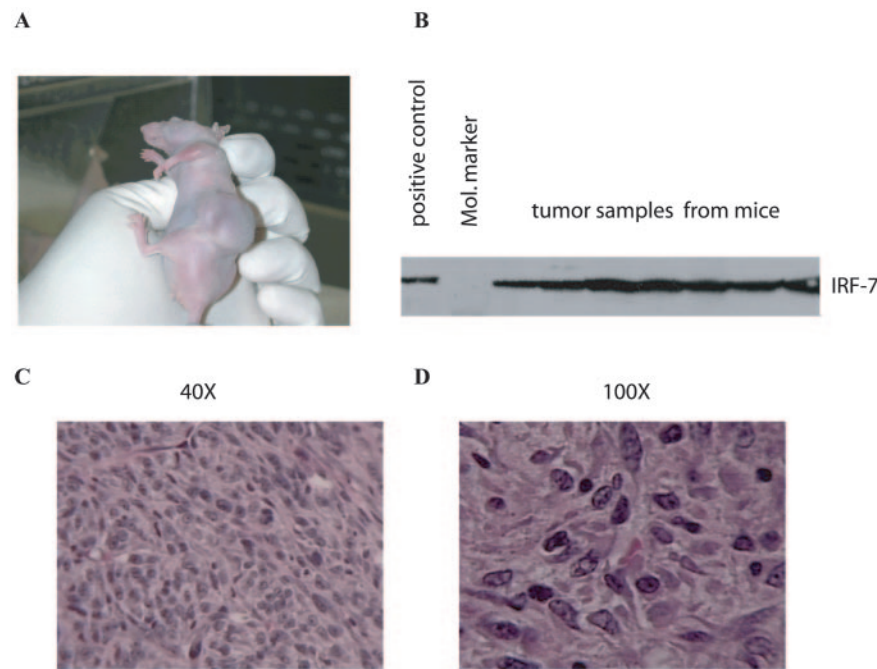 A
B
positive control
Mol. marker
tumor samples from mice
IRF-7
C
40X
D
100X